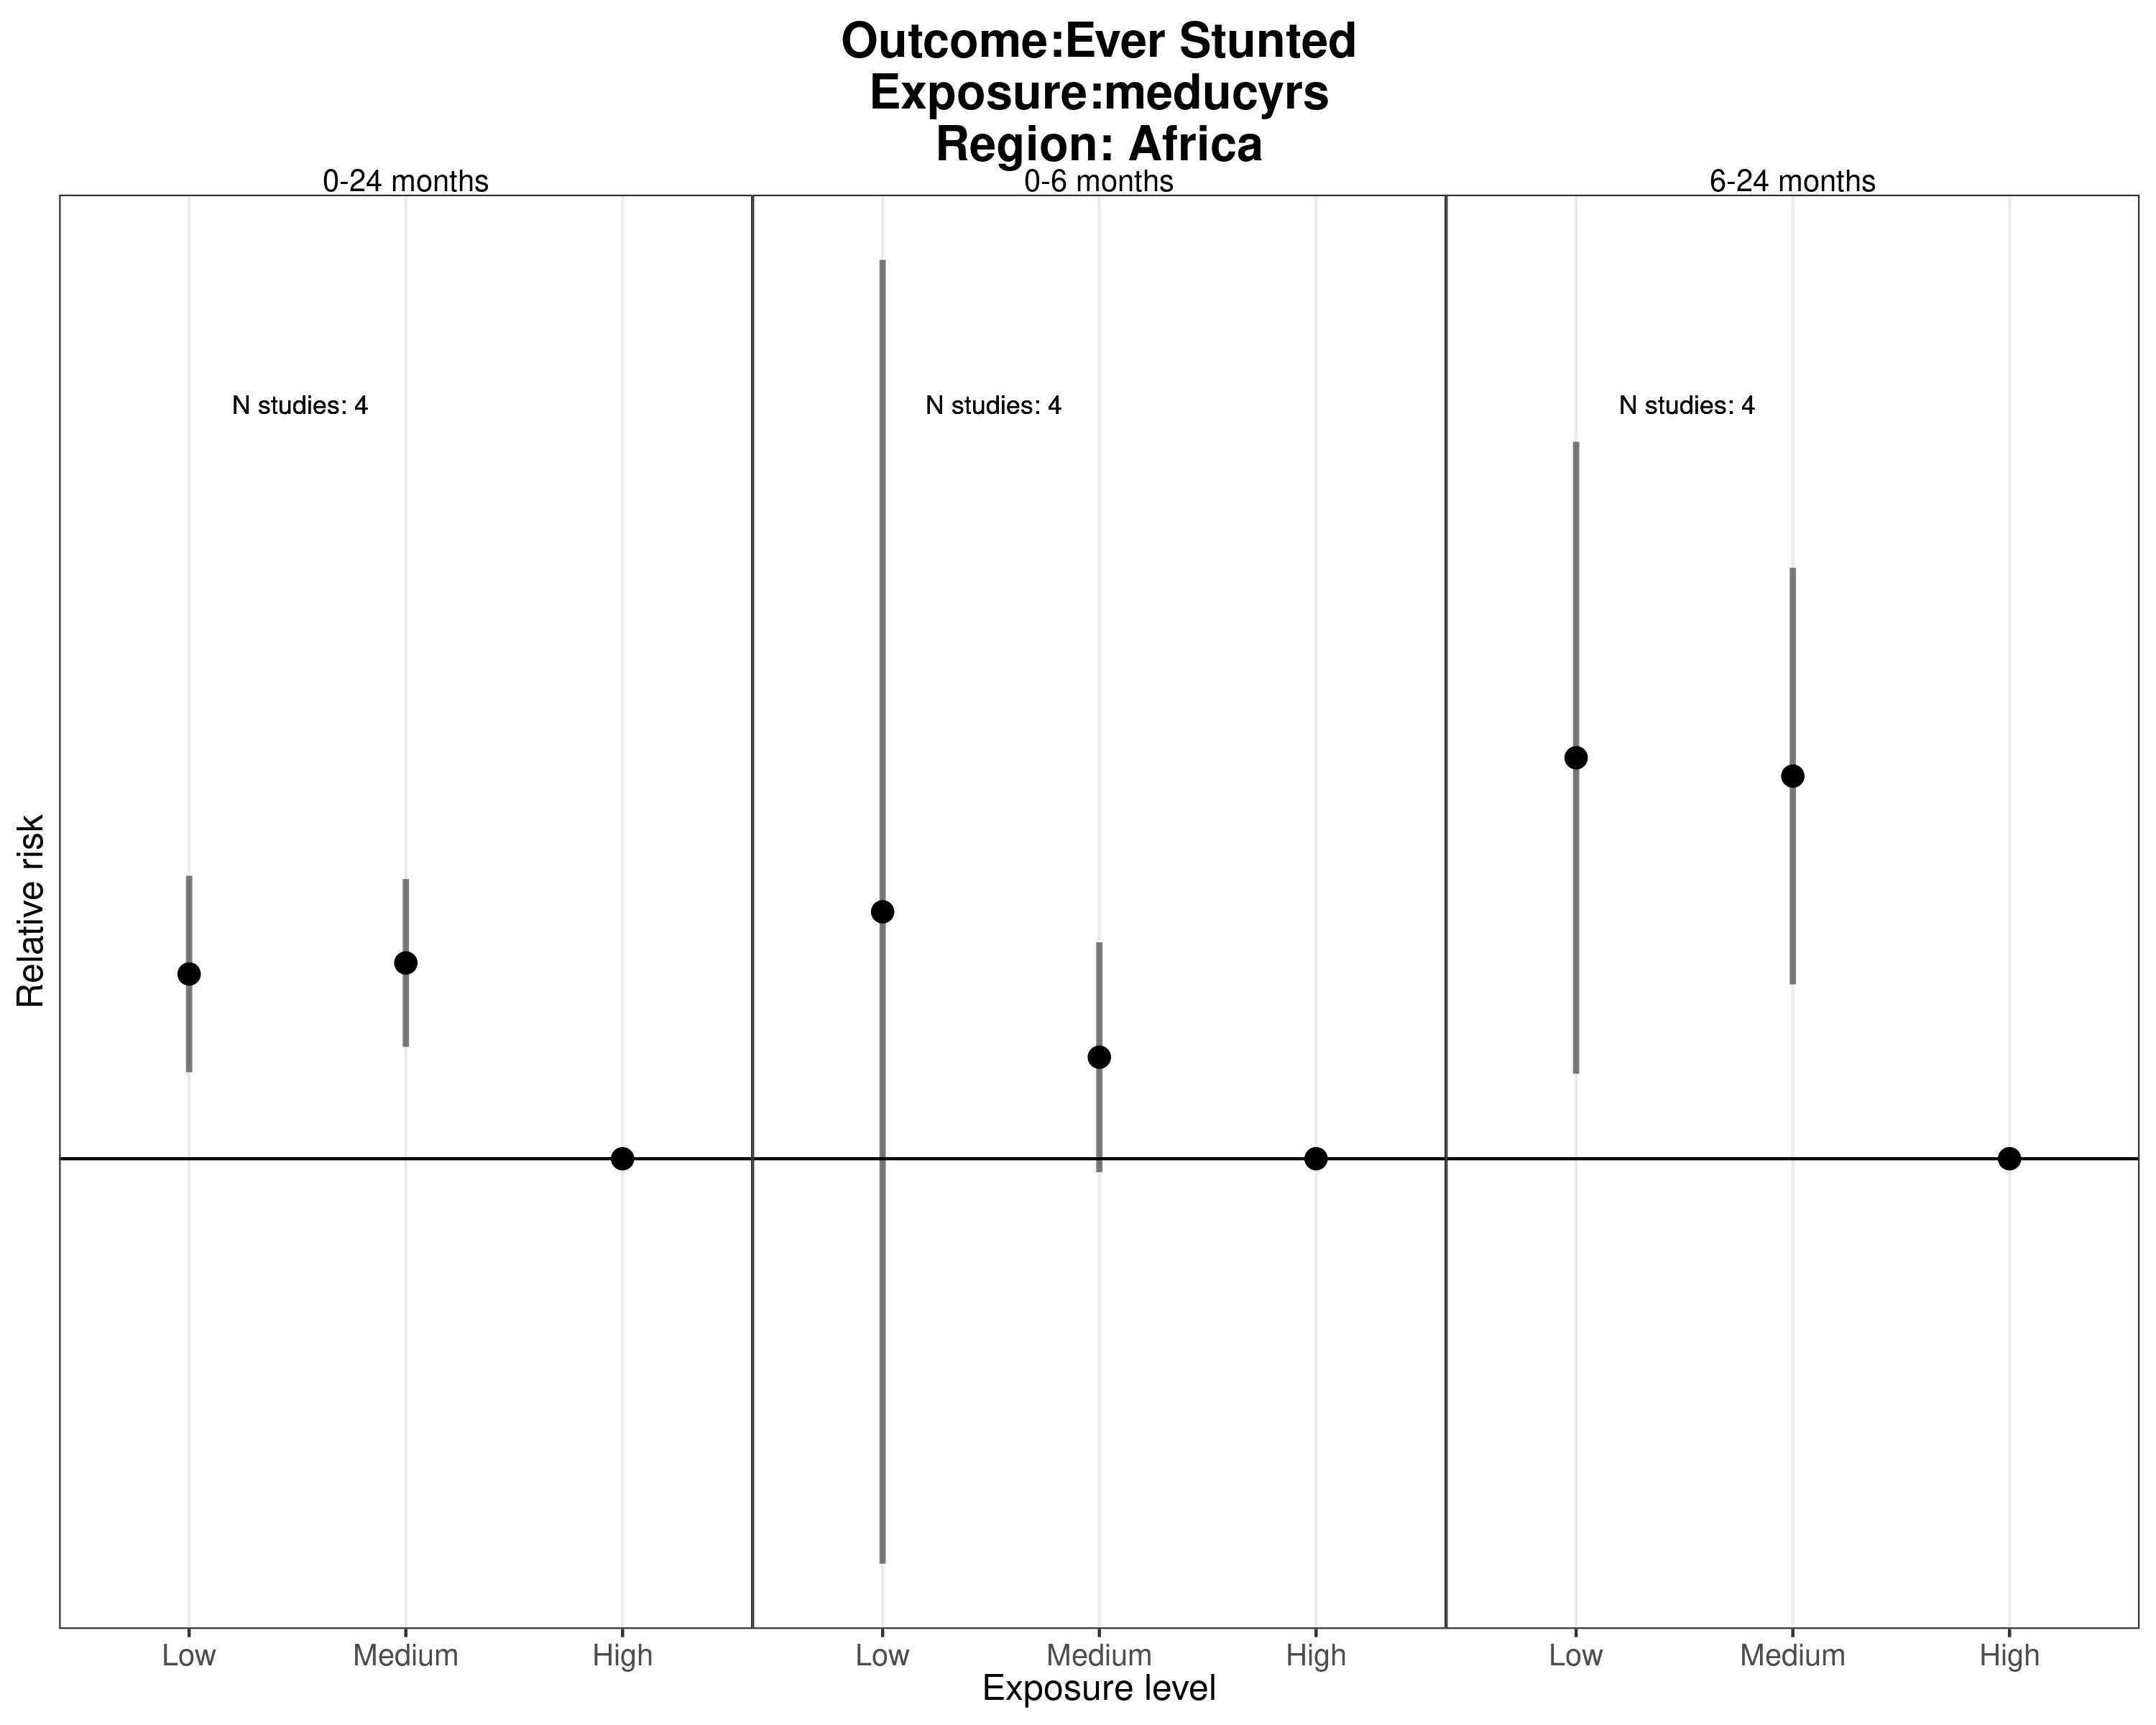 Outcome:Ever Stunted
Exposure:meducyrs
Region: Africa
0-24 months
0-6 months
6-24 months
N studies: 4
N studies: 4
N studies: 4
Relative risk
Low
Medium
High
Low
Medium
High
Low
Medium
High
Exposure level